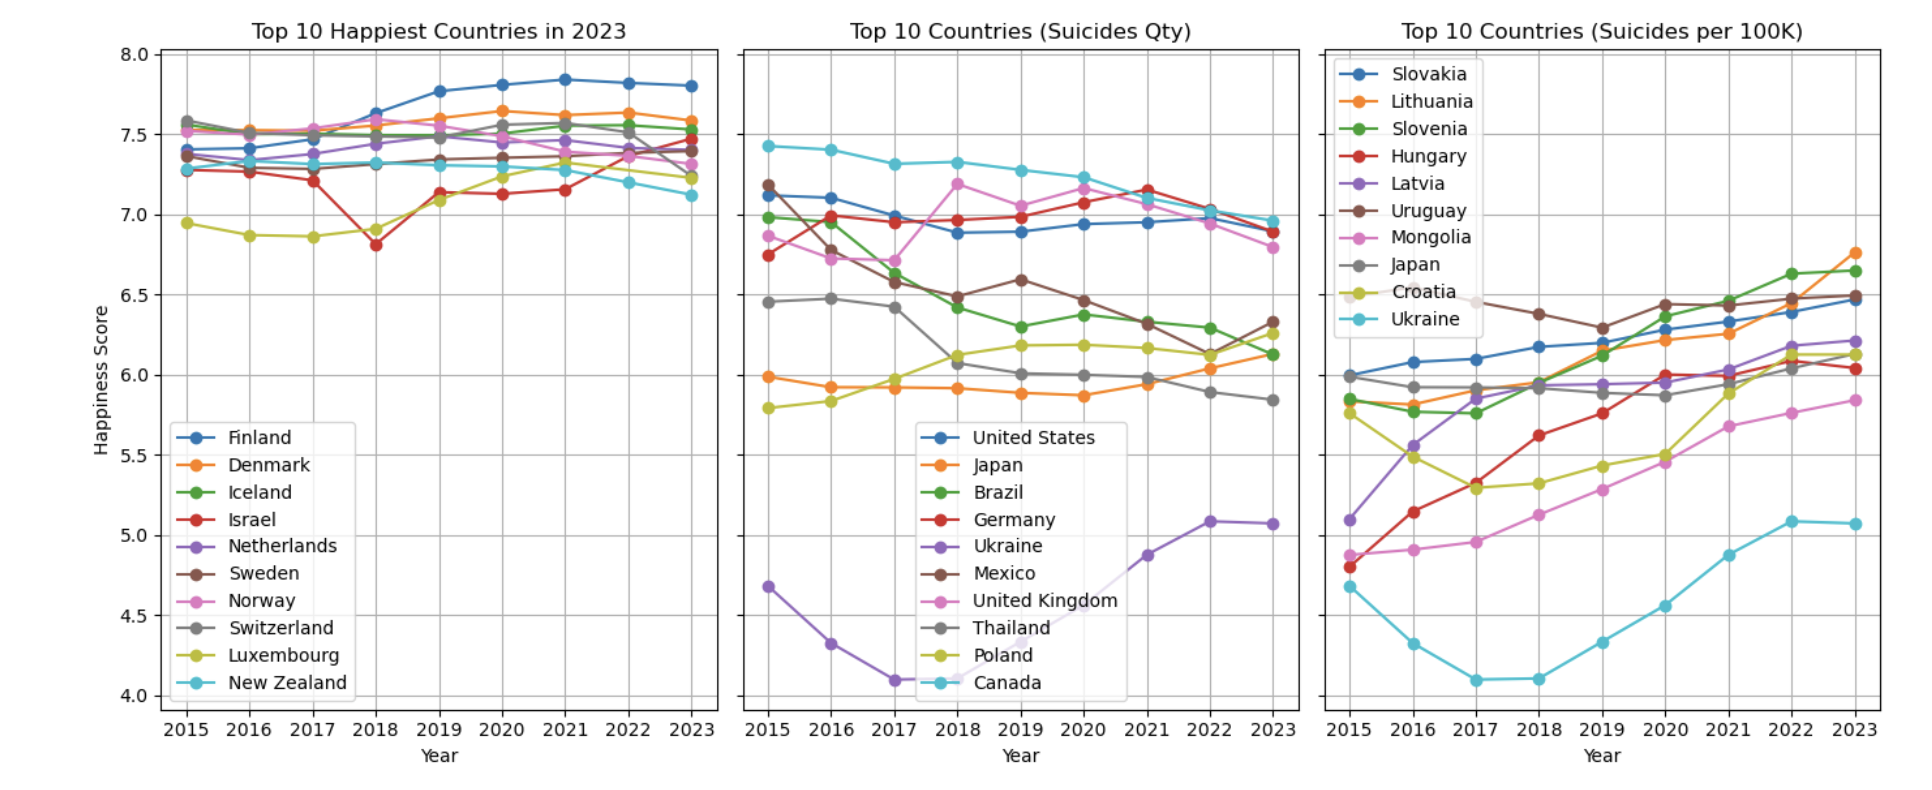 Top 10 Happiest Countries in 2023
Top 10 Countries (Suicides Qty)
Top 10 Countries (Suicides per 100K)
Happiness Score
8.0
7.5
7.0
6.5
6.0
5.5
5.0
4.5
4.0
Finland
Denmark
Iceland
Israel
Netherlands
Sweden
Norway
Switzerland
Luxembourg
New Zealand
2015 2016 2017 2018 2019 2020 2021 2022 2023
Year
United States
Japan
Brazil
Germany
Ukraine
Mexico
United Kingdom
Thailand
Poland
Canada
2015 2016 2017 2018 2019 2020 2021 2022 2023
Year
Slovakia
Lithuania
Slovenia
Hungary
Latvia
Uruguay
Mongolia
Japan
Croatia
Ukraine
2015 2016 2017 2018 2019 2020 2021 2022 2023
Year